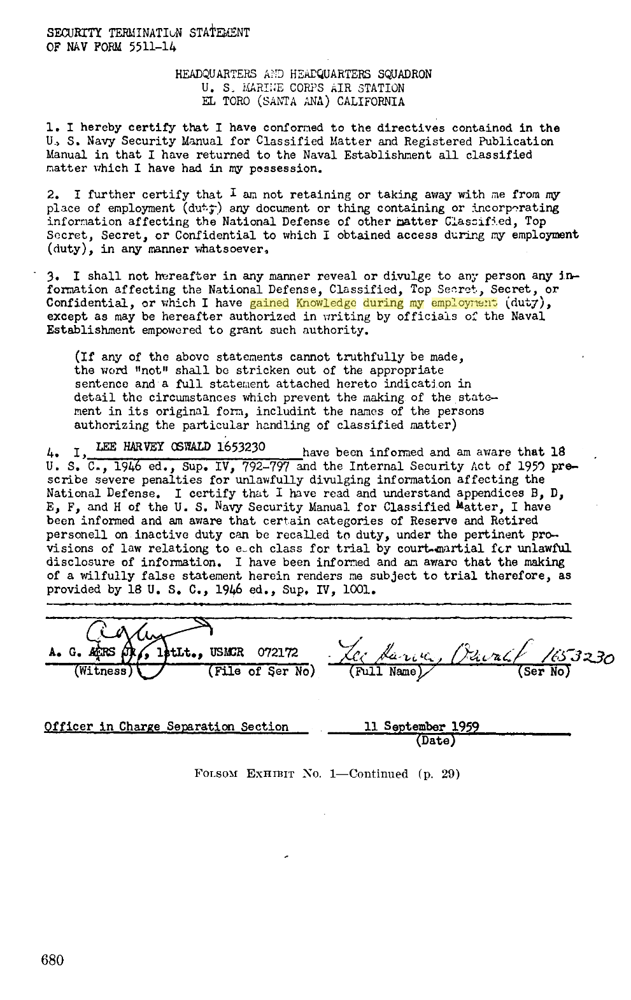 SECURITY TERMINATION STATEMENT
OF NAV FORM 5511-14
HEADQUARTERS AND HEADQUARTERS SQUADRON
U. S. MARINE CORPS AIR STATION
EL TORO (SANTA ANA) CALIFORNIA
1. I hereby certify that I have conformed to the directives contained in the
U. S. Navy Security Manual for Classified Matter and Registered Publication
Manual in that I have returned to the Naval Establishment all classified
matter which I have had in my possession.
2. I further certify that I am not retaining or taking away with me from my
place of employment (duty) any document or thing containing or incorporating
information affecting the National Defense of other matter Classified, Top
Secret, Secret, or Confidential to which I obtained access during my employment
(duty), in any manner whatsoever.
3. I shall not hereafter in any manner reveal or divulge to any person any in-
formation affecting the National Defense, Classified, Top Secret, Secret, or
Confidential, or which I have gained Knowledge during my employment (duty),
except as may be hereafter authorized in writing by officials of the Naval
Establishment empowered to grant such authority.
(If any of the above statements cannot truthfully be made,
the word "not" shall be stricken out of the appropriate
sentence and a full statement attached hereto indication in
detail the circumstances which prevent the making of the state-
ment in its original form, includint the names of the persons
authorizing the particular handling of classified matter)
4. I, LEE HARVEY OSWALD 1653230 have been informed and am aware that 18
U. S. C., 1946 ed., Sup. IV, 792-797 and the Internal Security Act of 1950 pre-
scribe severe penalties for unlawfully divulging information affecting the
National Defense. I certify that I have read and understand appendices B, D,
E, F, and H of the U. S. Navy Security Manual for Classified Matter, I have
been informed and am aware that certain categories of Reserve and Retired
personell on inactive duty can be recalled to duty, under the pertinent pro-
visions of law relationg to each class for trial by court-martial for unlawful
disclosure of information. I have been informed and am aware that the making
of a wilfully false statement herein renders me subject to trial therefore, as
provided by 18 U. S. C., 1946 ed., Sup. IV, 1001.
A. G. AYERS JR., 1stLt., USMCR 072172 Lee Harvey Oswald 1653230
(Witness) (File of Ser No) (Full Name) (Ser No)
Officer in Charge Separation Section 11 September 1959
(Date)
FOLSOM EXHIBIT No. 1—Continued (p. 29)
680